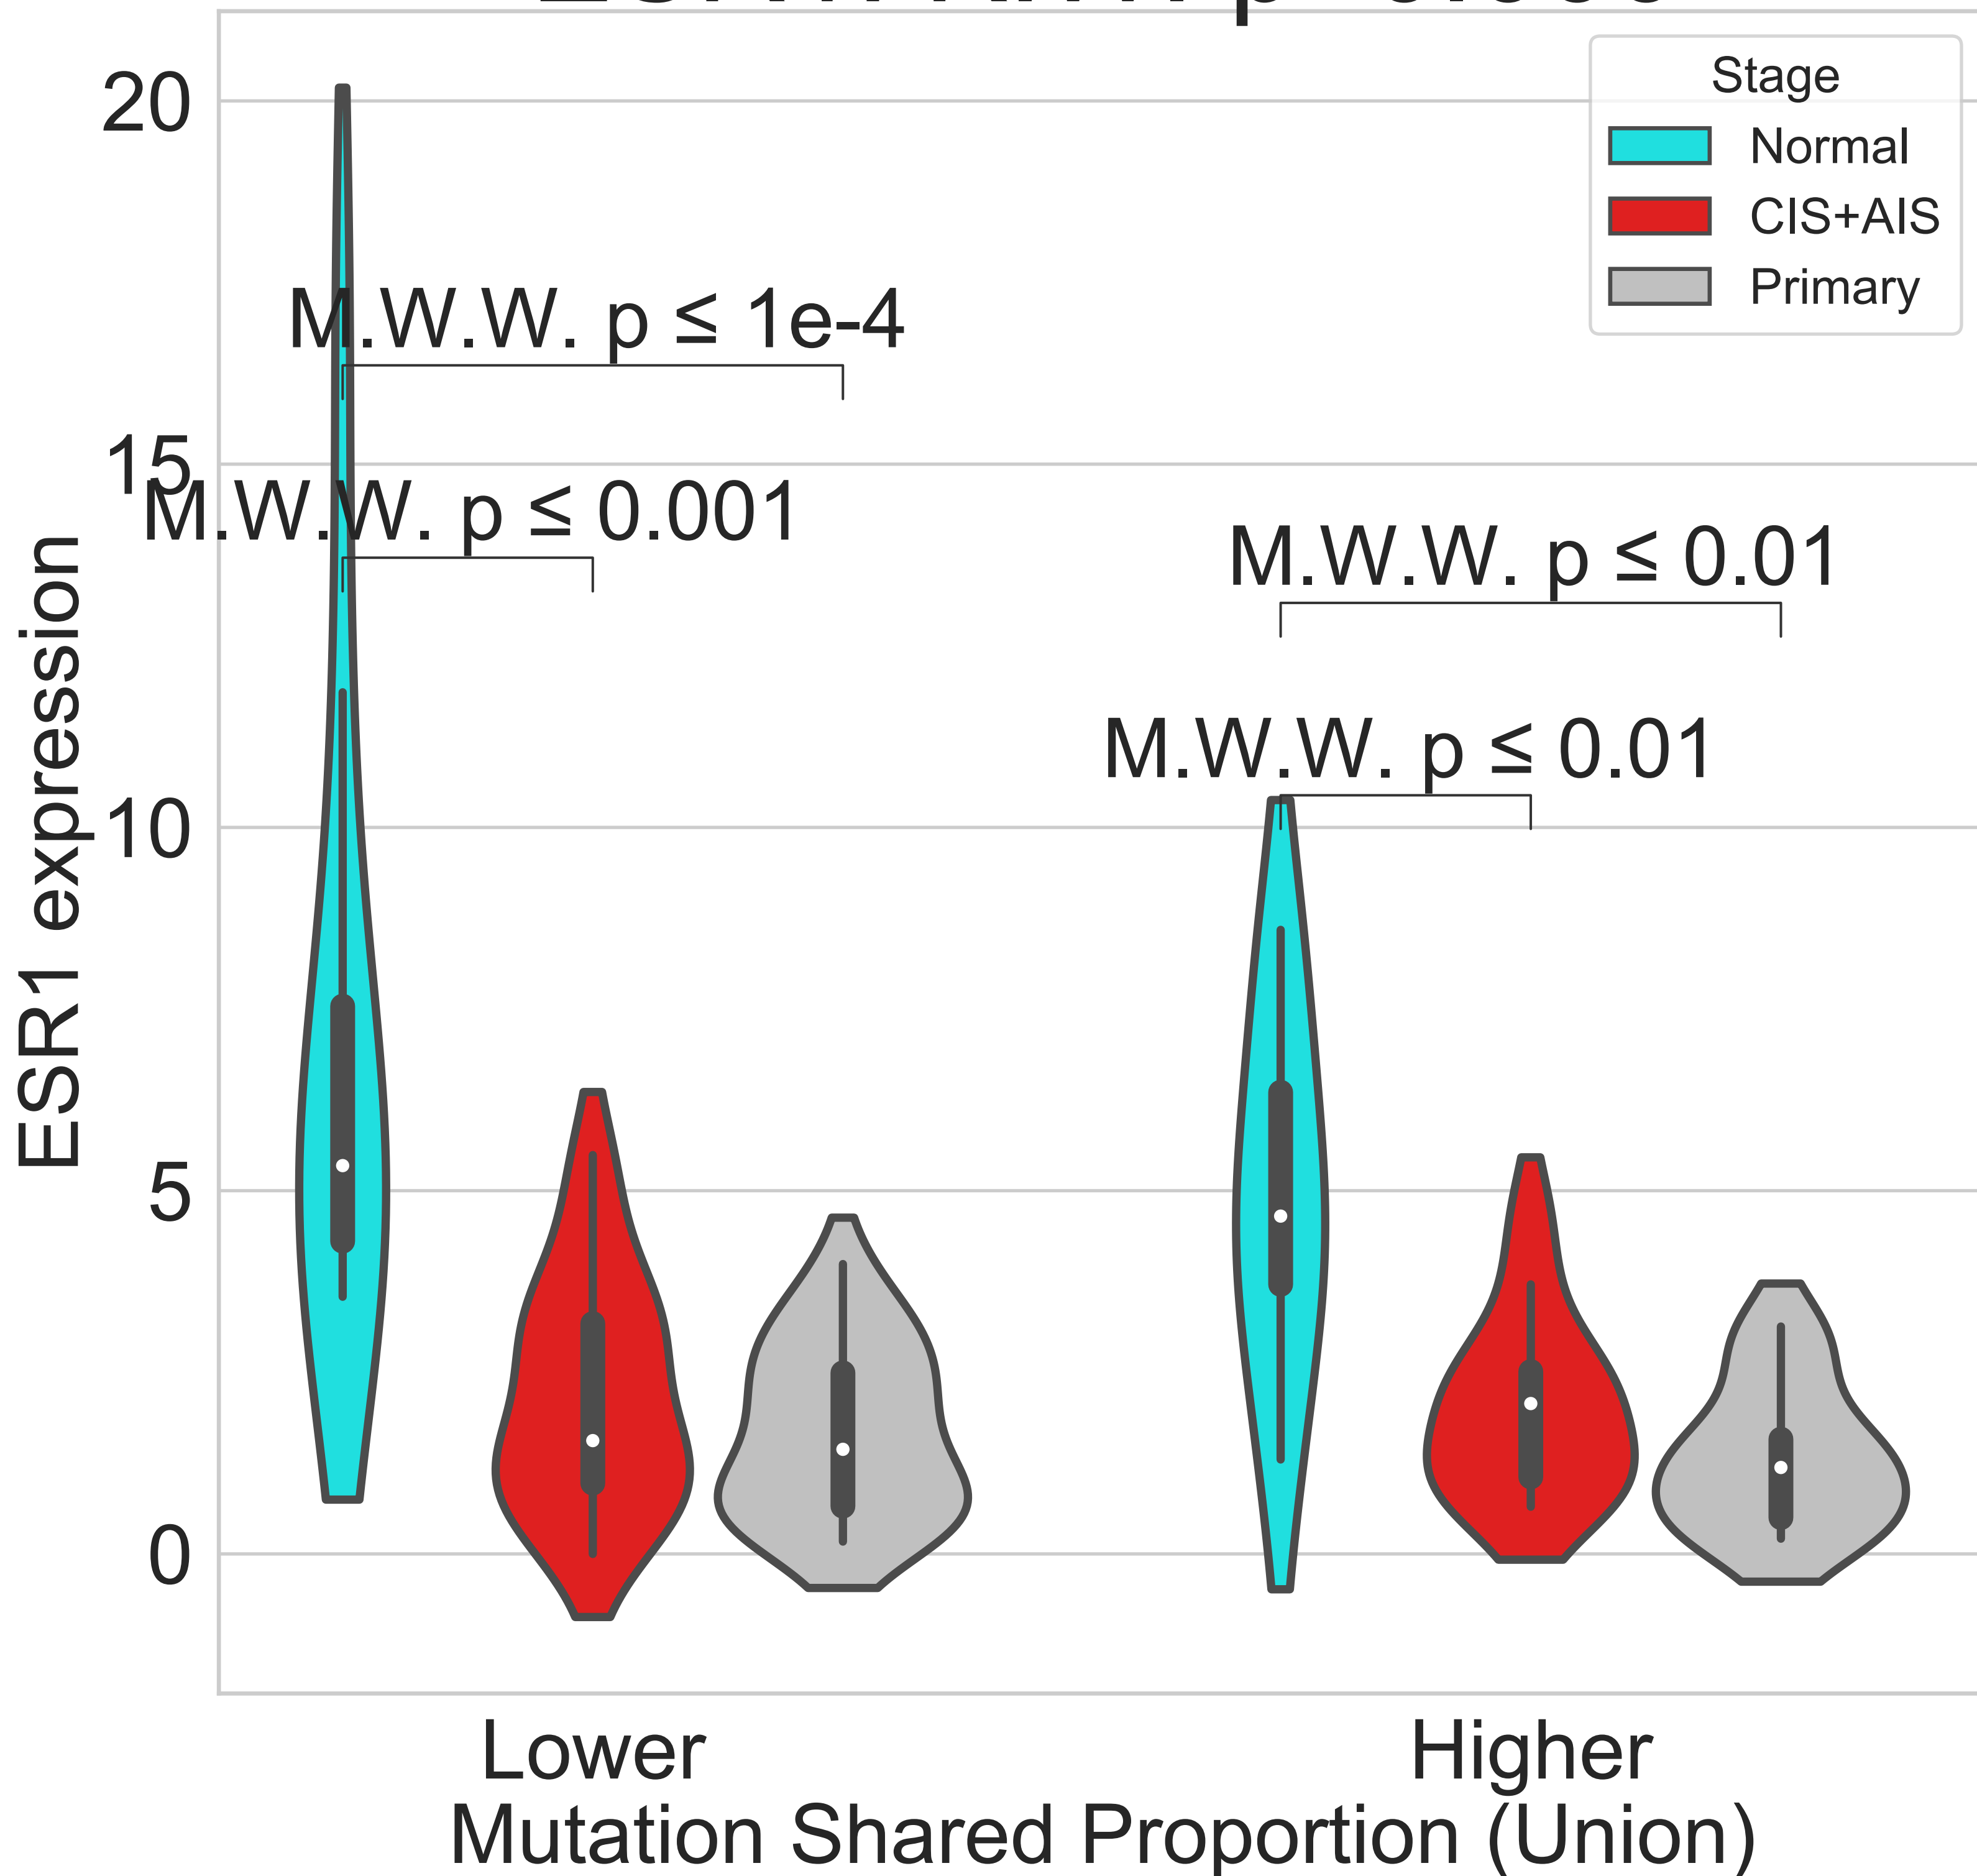 Stage
Normal
CIS+AIS
Primary
20
15
10
5
0
ESR1 expression
M.W.W. p ≤ 1e-4
M.W.W. p ≤ 0.001
M.W.W. p ≤ 0.01
M.W.W. p ≤ 0.01
Lower
Higher
Mutation Shared Proportion (Union)